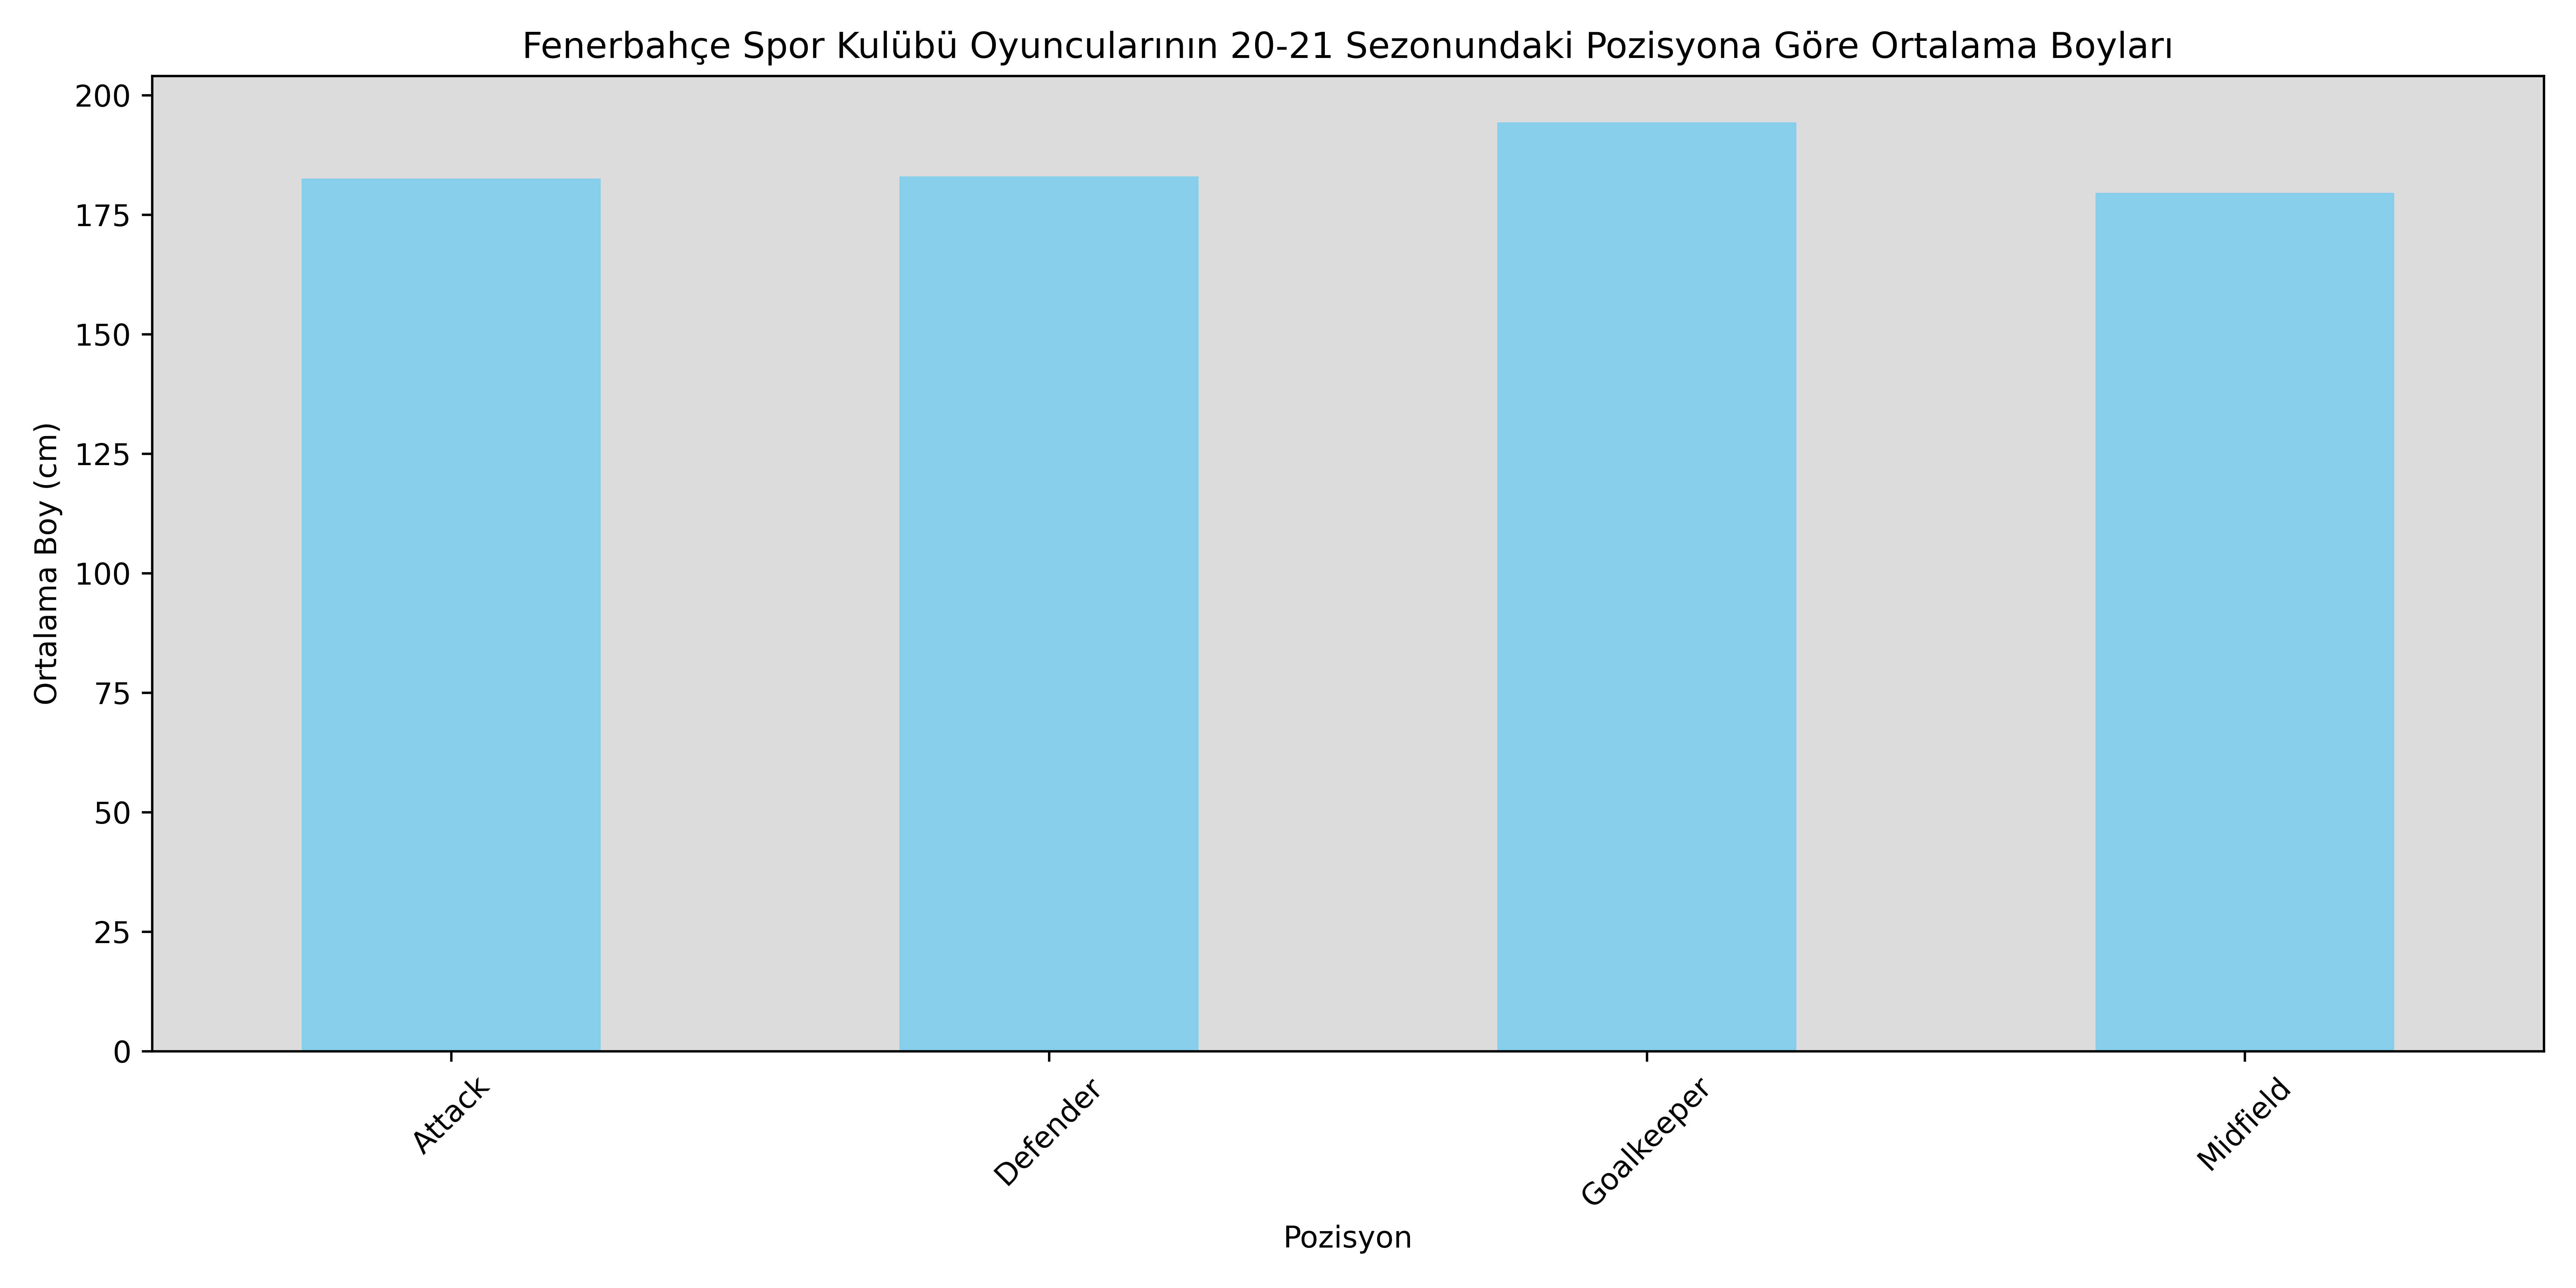 Fenerbahçe Spor Kulübü Oyuncularının 20-21 Sezonundaki Pozisyona Göre Ortalama Boyları
Ortalama Boy (cm)
200
175
150
125
100
75
50
25
0
Attack
Defender
Goalkeeper
Midfield
Pozisyon